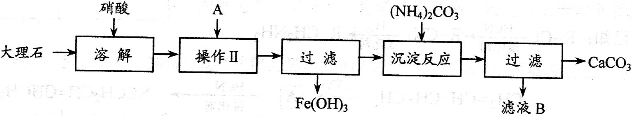 硝酸 A (NH₄)₂CO₃
大理石 溶解 操作Ⅱ 过滤 沉淀反应 过滤 CaCO₃
Fe(OH)₃ 滤液B